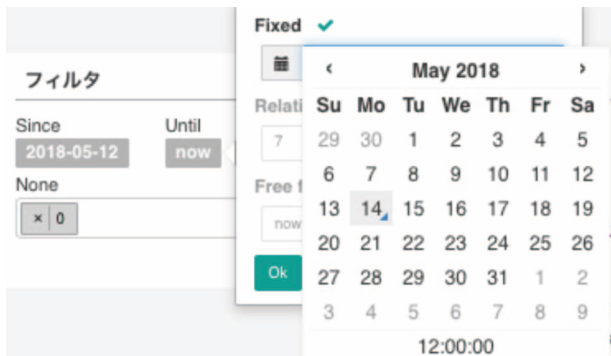 フィルタ
Since
Until
2018-05-12
now
None
× 0
Fixed
7
now
Ok
‹ May 2018 ›
Su Mo Tu We Th Fr Sa
29 30 1 2 3 4 5
6 7 8 9 10 11 12
13 14 15 16 17 18 19
20 21 22 23 24 25 26
27 28 29 30 31 1 2
3 4 5 6 7 8 9
12:00:00